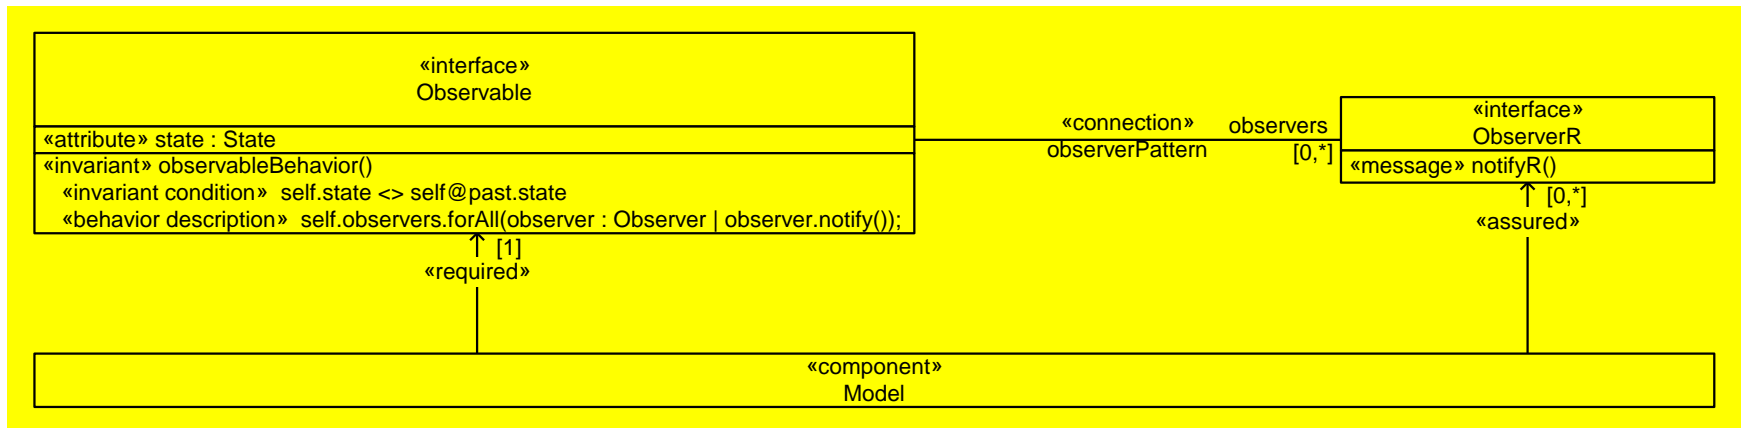 «interface»
Observable
«attribute» state : State
«invariant» observableBehavior()
«invariant condition» self.state <> self@past.state
«behavior description» self.observers.forAll(observer : Observer | observer.notify());
«connection»
observerPattern
observers
[0,*]
«interface»
ObserverR
«message» notifyR()
[1]
«required»
[0,*]
«assured»
«component»
Model